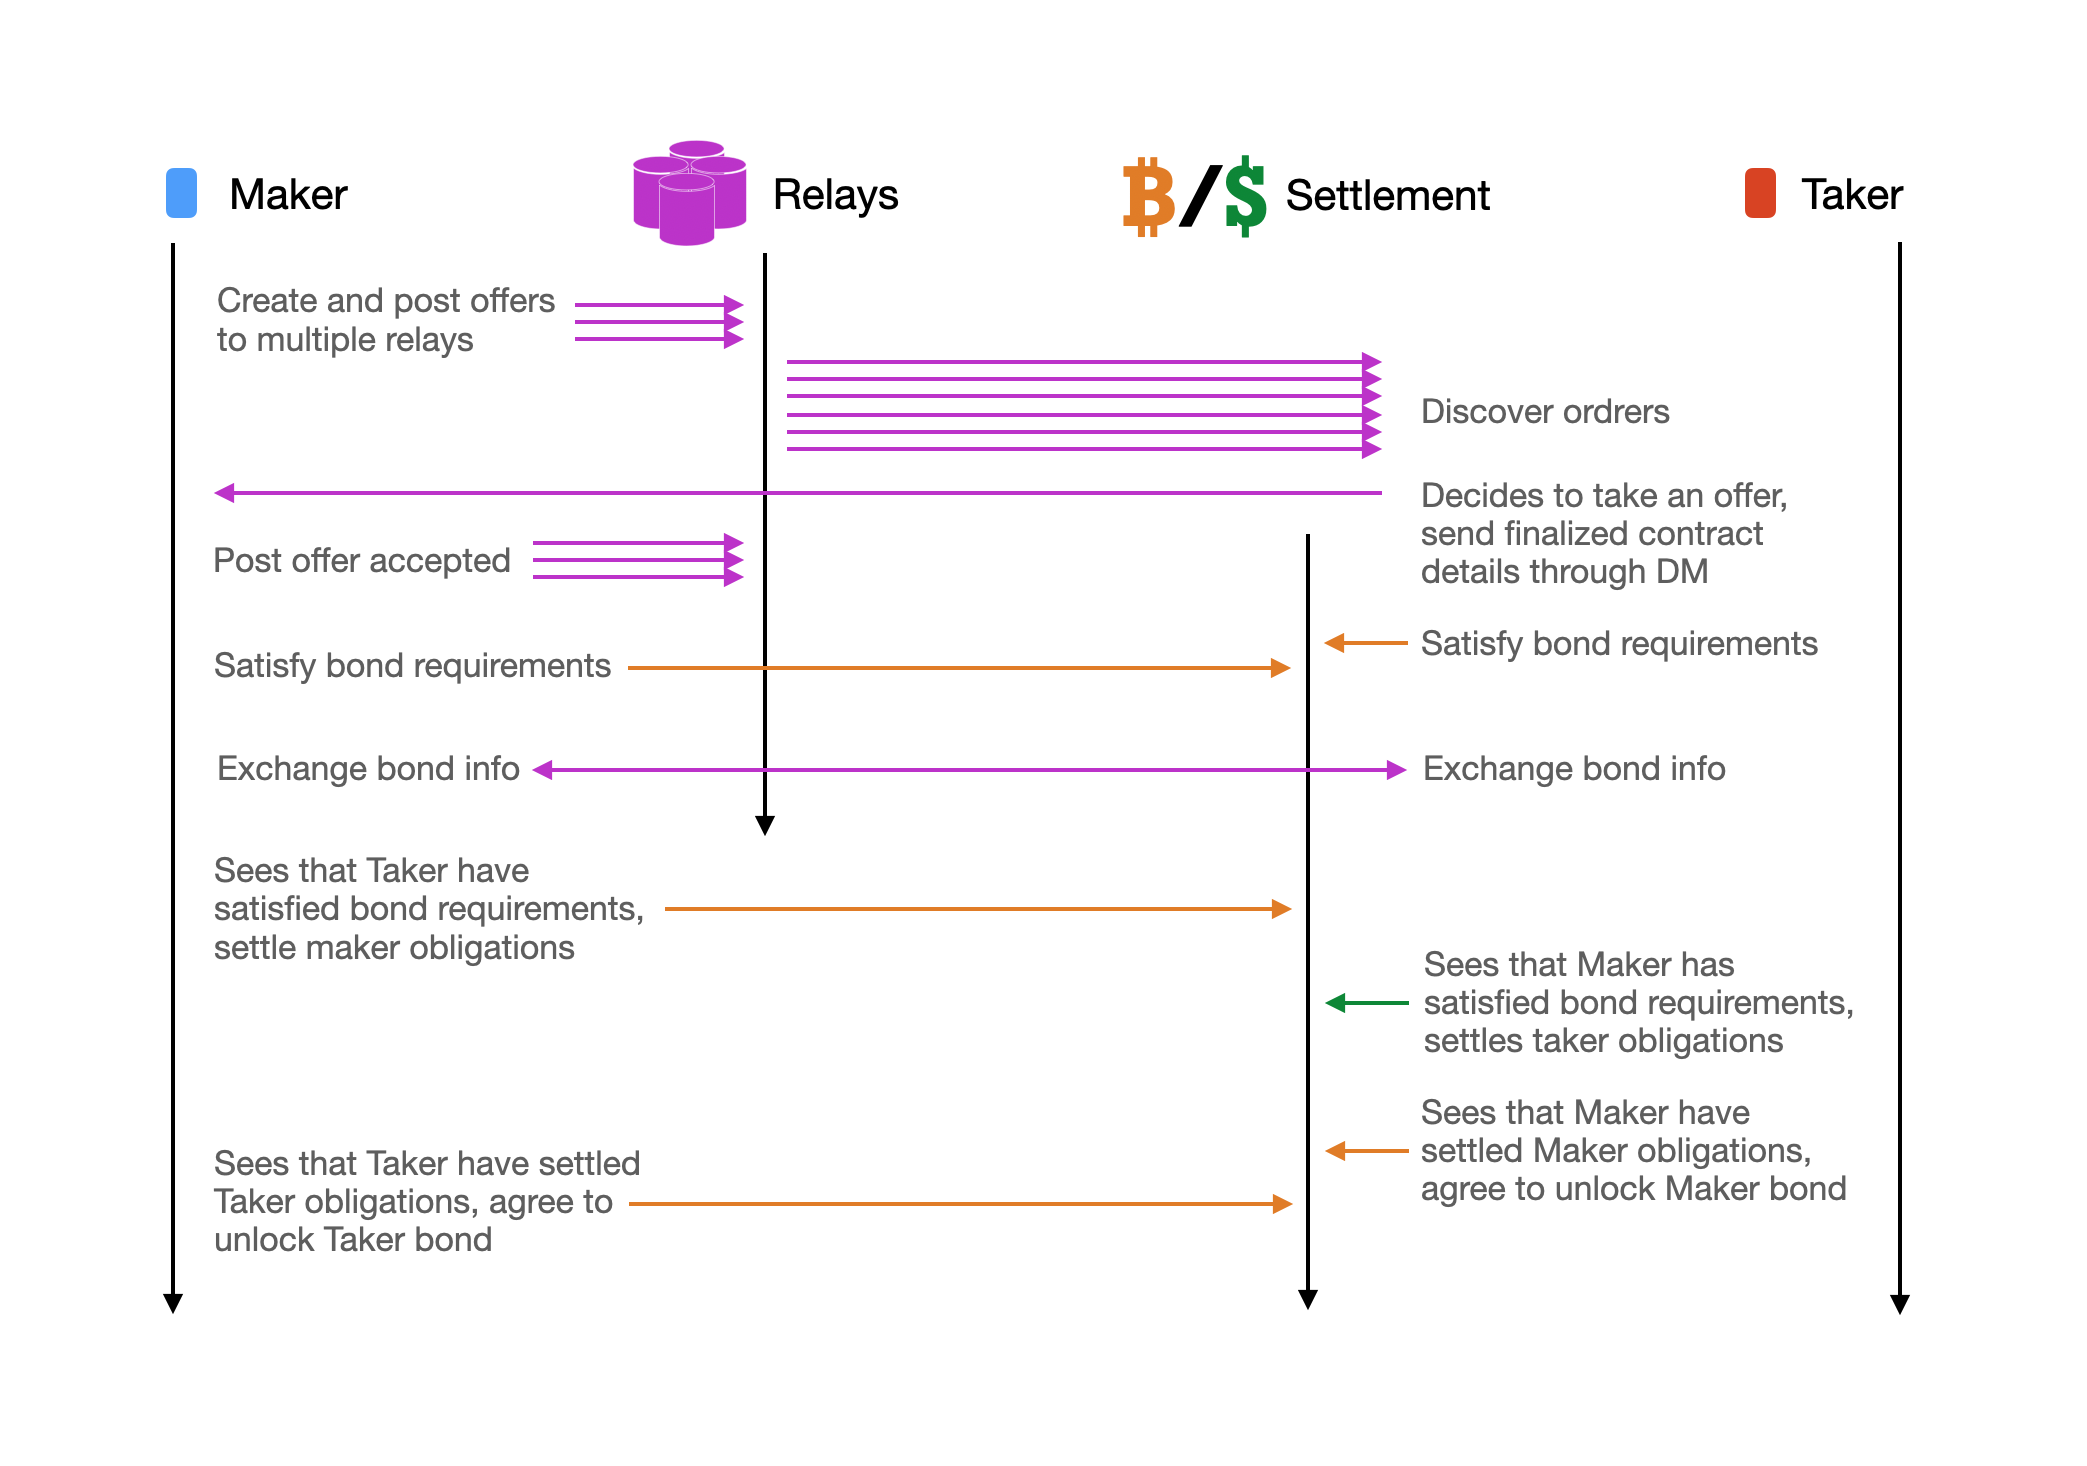 Maker
Relays
₿/$ Settlement
Taker
Create and post offers
to multiple relays
Discover ordrers
Decides to take an offer,
send finalized contract
details through DM
Post offer accepted
Satisfy bond requirements
Satisfy bond requirements
Exchange bond info
Exchange bond info
Sees that Taker have
satisfied bond requirements,
settle maker obligations
Sees that Maker has
satisfied bond requirements,
settles taker obligations
Sees that Maker have
settled Maker obligations,
agree to unlock Maker bond
Sees that Taker have settled
Taker obligations, agree to
unlock Taker bond